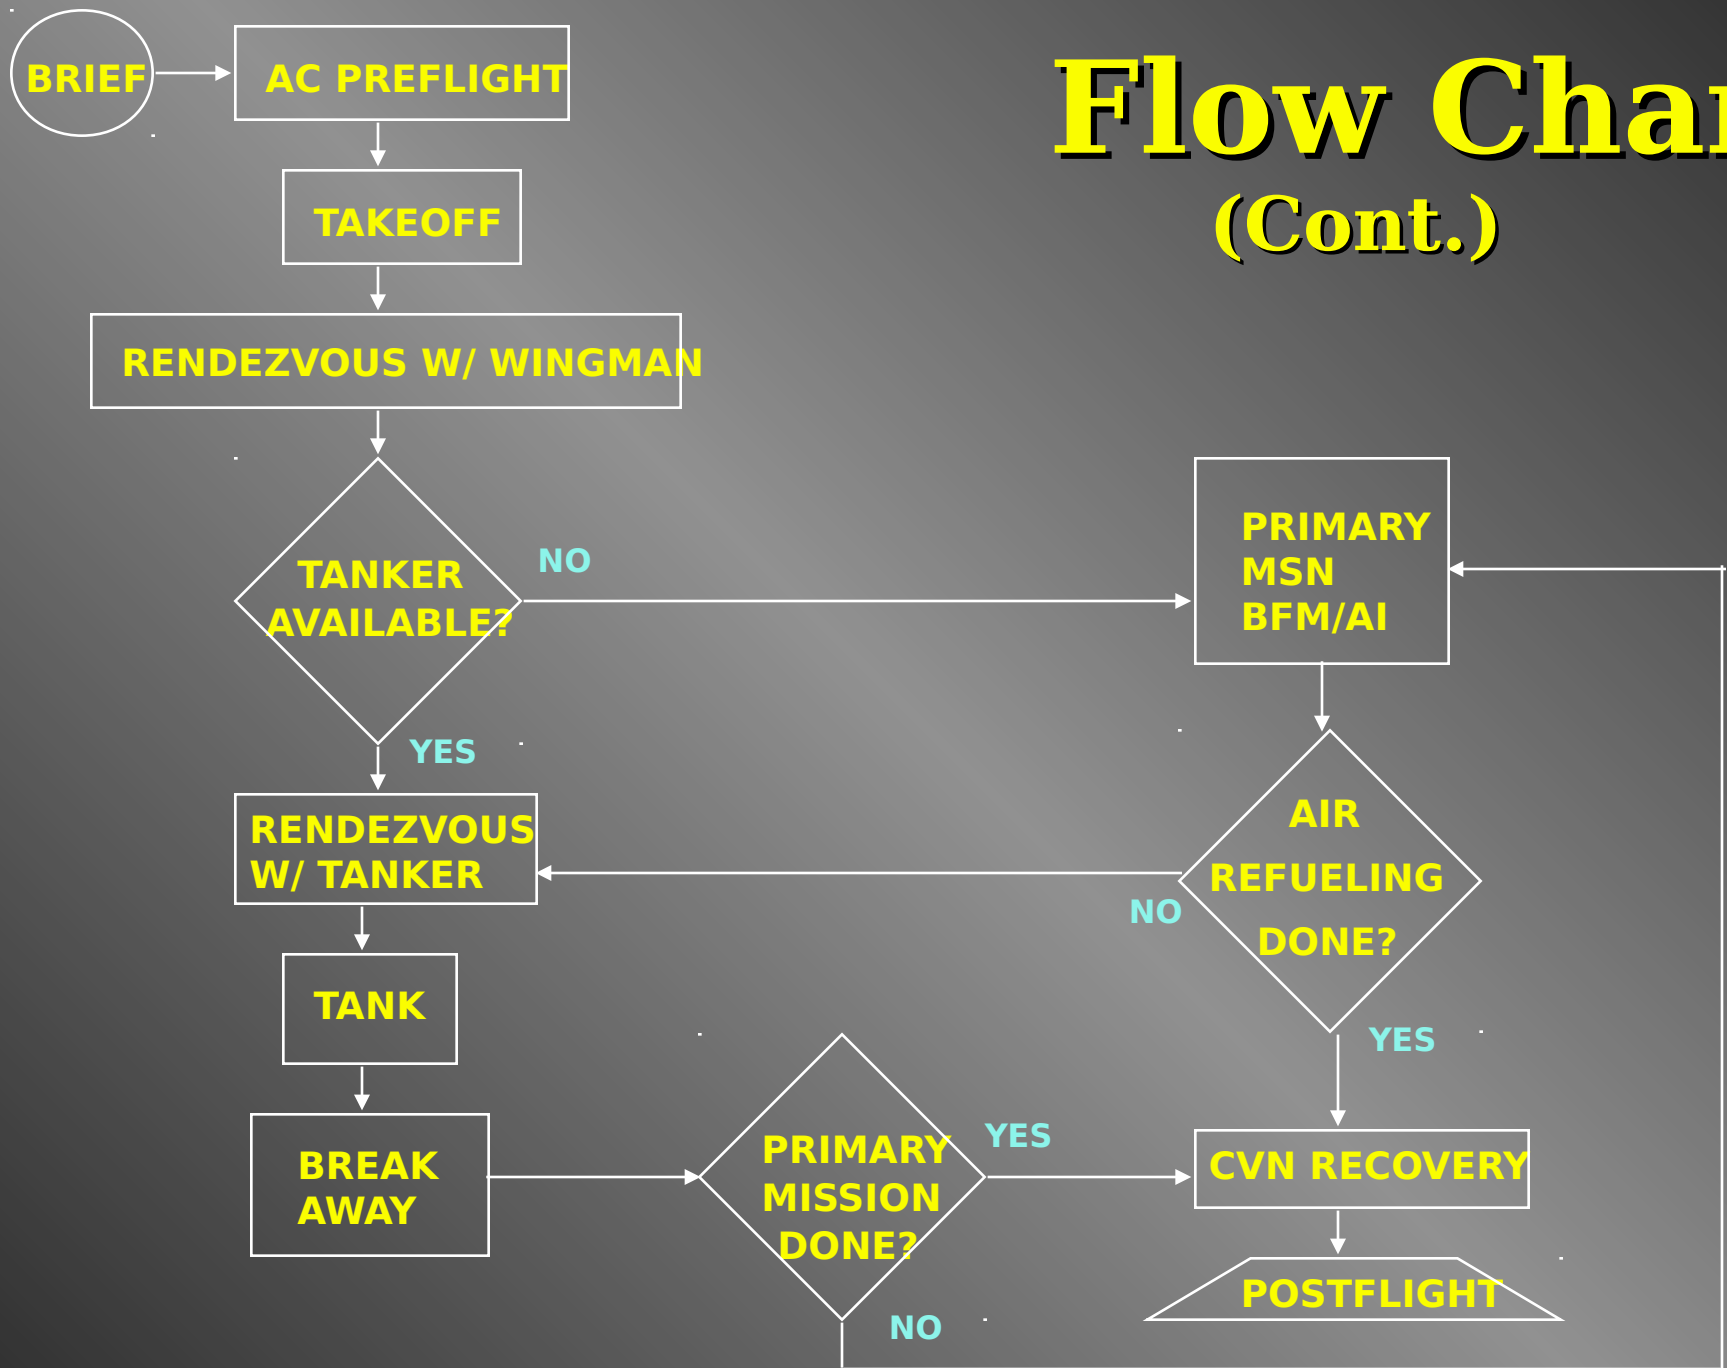 BRIEF
AC PREFLIGHT
Flow Char
(Cont.)
TAKEOFF
RENDEZVOUS W/ WINGMAN
TANKER
AVAILABLE?
NO
PRIMARY
MSN
BFM/AI
YES
RENDEZVOUS
W/ TANKER
AIR
REFUELING
DONE?
NO
YES
TANK
BREAK
AWAY
PRIMARY
MISSION
DONE?
YES
NO
CVN RECOVERY
POSTFLIGHT